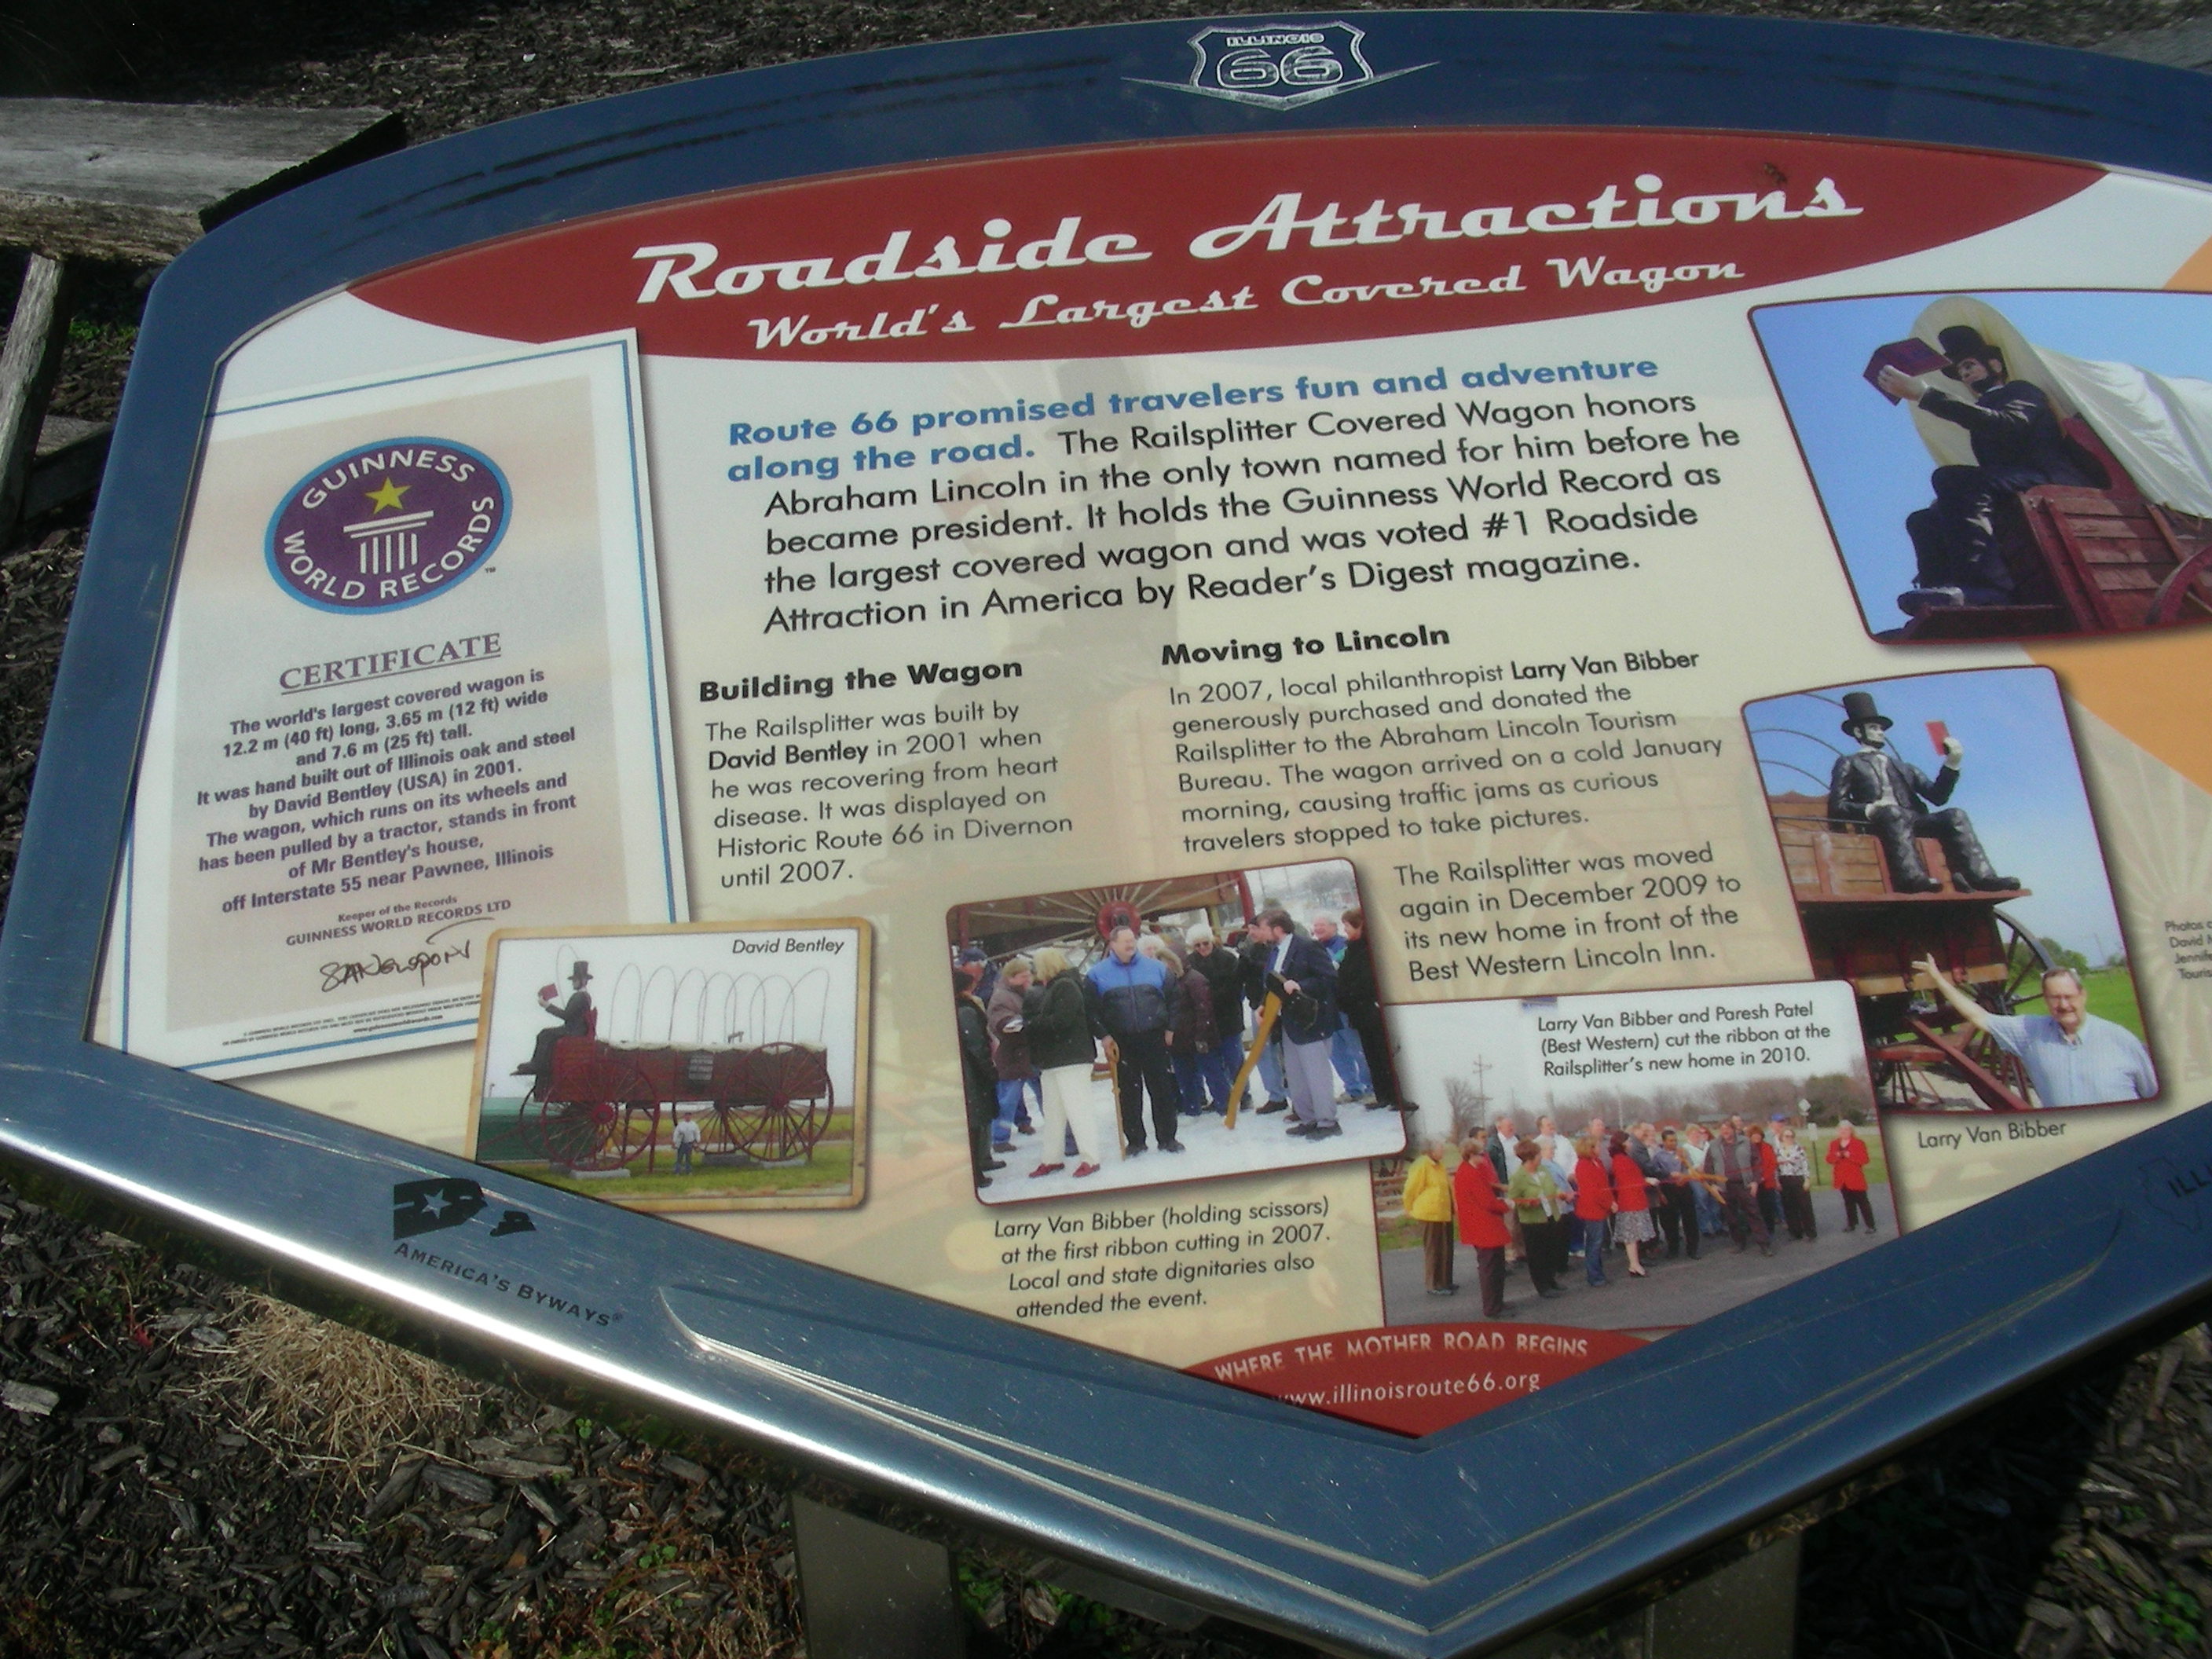 ILLINOIS
66
Roadside Attractions
World's Largest Covered Wagon
GUINNESS
WORLD RECORDS
™
CERTIFICATE
The world's largest covered wagon is
12.2 m (40 ft) long, 3.65 m (12 ft) wide
and 7.6 m (25 ft) tall.
It was hand built out of Illinois oak and steel
by David Bentley (USA) in 2001.
The wagon, which runs on its wheels and
has been pulled by a tractor, stands in front
of Mr Bentley's house,
off Interstate 55 near Pawnee, Illinois
Keeper of the Records
GUINNESS WORLD RECORDS LTD
www.guinnessworldrecords.com
Route 66 promised travelers fun and adventure
along the road. The Railsplitter Covered Wagon honors
Abraham Lincoln in the only town named for him before he
became president. It holds the Guinness World Record as
the largest covered wagon and was voted #1 Roadside
Attraction in America by Reader's Digest magazine.
Building the Wagon
The Railsplitter was built by
David Bentley in 2001 when
he was recovering from heart
disease. It was displayed on
Historic Route 66 in Divernon
until 2007.
David Bentley
Moving to Lincoln
In 2007, local philanthropist Larry Van Bibber
generously purchased and donated the
Railsplitter to the Abraham Lincoln Tourism
Bureau. The wagon arrived on a cold January
morning, causing traffic jams as curious
travelers stopped to take pictures.
The Railsplitter was moved
again in December 2009 to
its new home in front of the
Best Western Lincoln Inn.
Larry Van Bibber (holding scissors)
at the first ribbon cutting in 2007.
Local and state dignitaries also
attended the event.
Larry Van Bibber and Paresh Patel
(Best Western) cut the ribbon at the
Railsplitter's new home in 2010.
Larry Van Bibber
Photos
David
WHERE THE MOTHER ROAD BEGINS
www.illinoisroute66.org
AMERICA'S BYWAYS®